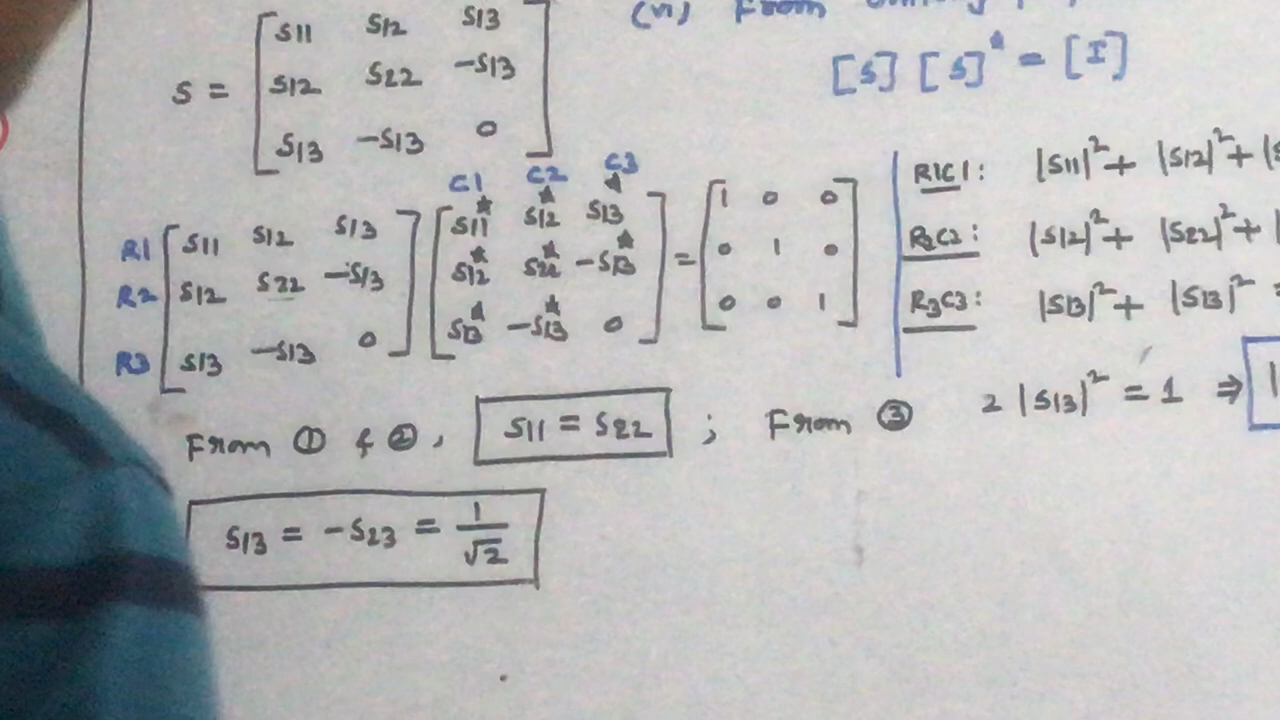 (vi) From
[S] [S]* = [I]
S = [ S11 S12 S13
S12 S22 -S13
S13 -S13 0 ]
C1 C2 C3
R1 [ S11 S12 S13 ] [ S11* S12* S13* ] = [ 1 0 0 ]
R2 [ S12 S22 -S13 ] [ S12* S22* -S13* ] [ 0 1 0 ]
R3 [ S13 -S13 0 ] [ S13* -S13* 0 ] [ 0 0 1 ]
R1C1: |S11|² + |S12|² +
R2C2: |S12|² + |S22|² +
R3C3: |S13|² + |S13|² =
From ① & ②, S11 = S22 ; From ③ 2 |S13|² = 1 ⇒
S13 = -S23 = 1/√2